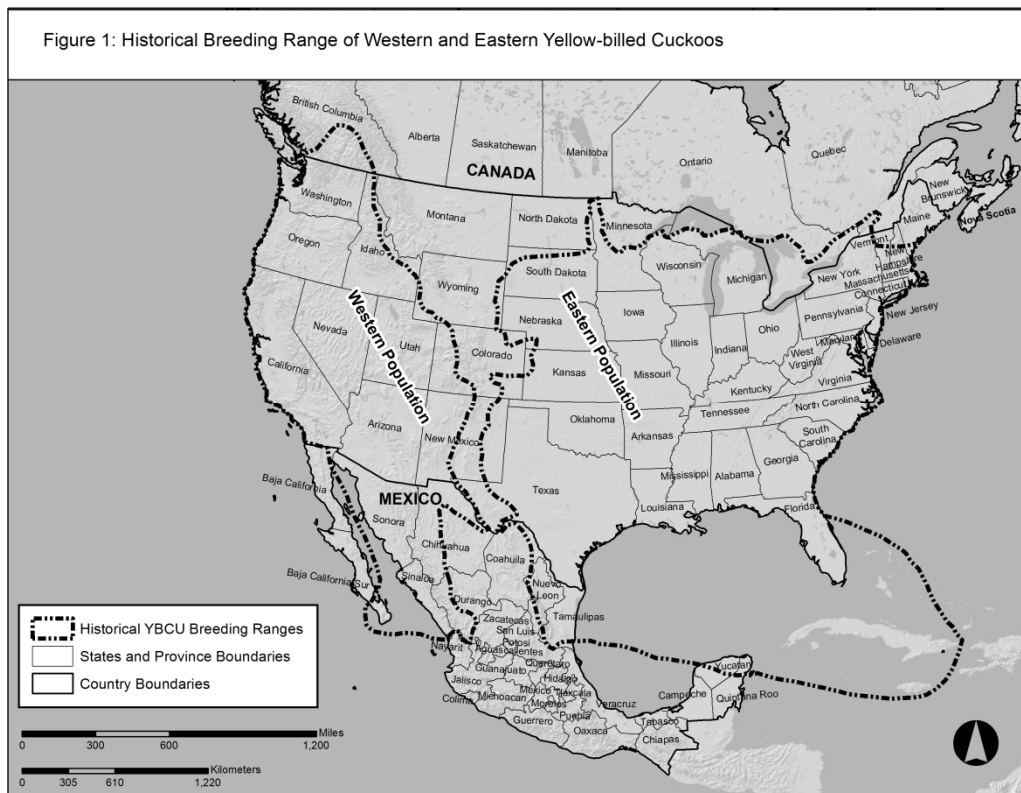 Figure 1: Historical Breeding Range of Western and Eastern Yellow-billed Cuckoos
British Columbia
Alberta
Saskatchewan
Manitoba
Ontario
Quebec
CANADA
New
Brunswick
Maine
Nova Scotia
Washington
Montana
North Dakota
Minnesota
Vermont
New
Hampshire
Oregon
Idaho
South Dakota
Wisconsin
Michigan
New York
Massachusetts
Connecticut
Wyoming
Nebraska
Iowa
Pennsylvania
New Jersey
Nevada
Utah
Colorado
Illinois
Indiana
Ohio
Maryland
Delaware
West
Virginia
Western Population
Eastern Population
California
Kansas
Missouri
Kentucky
Virginia
North Carolina
Tennessee
Arizona
New Mexico
Oklahoma
Arkansas
South
Carolina
Mississippi
Alabama
Georgia
Texas
Louisiana
Florida
Baja California
MEXICO
Sonora
Chihuahua
Coahuila
Baja California Sur
Sinaloa
Durango
Nuevo
Leon
Tamaulipas
Zacatecas
San Luis
Potosi
Nayarit
Aguascalientes
Guanajuato
Queretaro
Hidalgo
Jalisco
Mexico
Tlaxcala
Colima
Michoacan
Morelos
Puebla
Veracruz
Guerrero
Oaxaca
Tabasco
Chiapas
Campeche
Yucatan
Quintana Roo
Historical YBCU Breeding Ranges
States and Province Boundaries
Country Boundaries
Miles
0 300 600 1,200
Kilometers
0 305 610 1,220